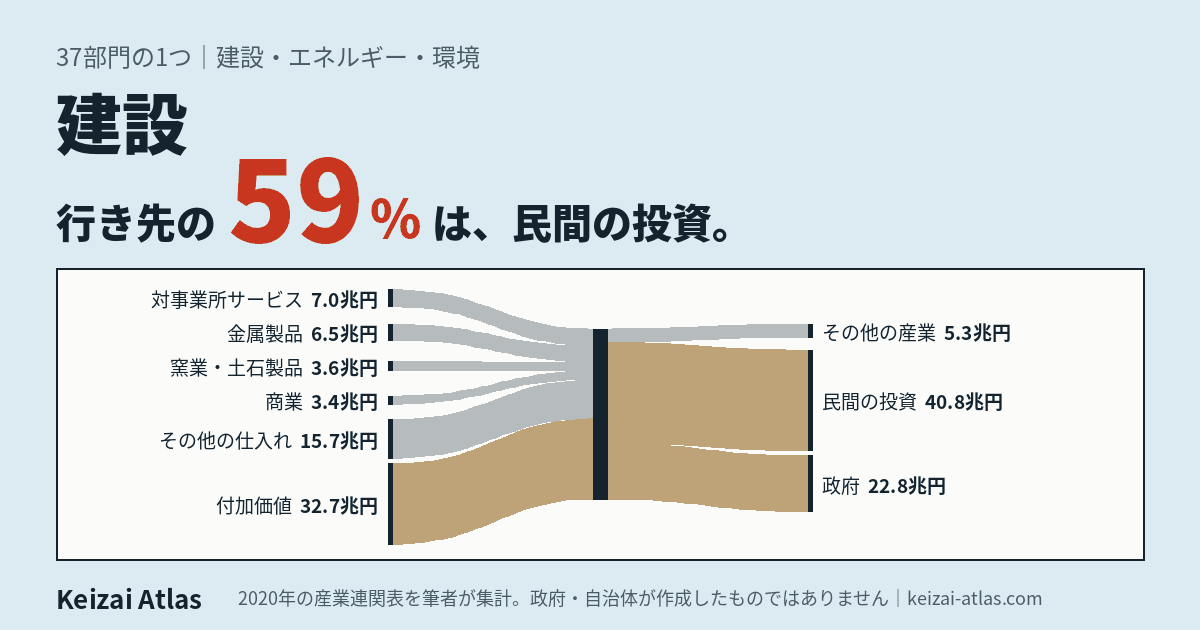 37部門の1つ｜建設・エネルギー・環境
建設
行き先の 59% は、民間の投資。
対事業所サービス 7.0兆円
金属製品 6.5兆円
窯業・土石製品 3.6兆円
商業 3.4兆円
その他の仕入れ 15.7兆円
付加価値 32.7兆円
その他の産業 5.3兆円
民間の投資 40.8兆円
政府 22.8兆円
Keizai Atlas
2020年の産業連関表を筆者が集計。政府・自治体が作成したものではありません｜keizai-atlas.com